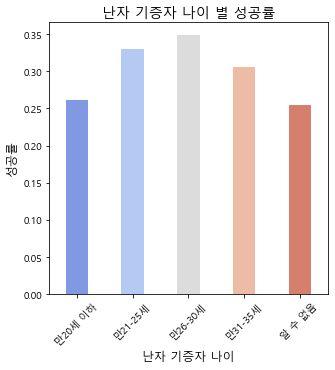 난자 기증자 나이 별 성공률
0.35
0.30
0.25
0.20
0.15
0.10
0.05
0.00
성공률
만20세 이하
만21-25세
만26-30세
만31-35세
알 수 없음
난자 기증자 나이